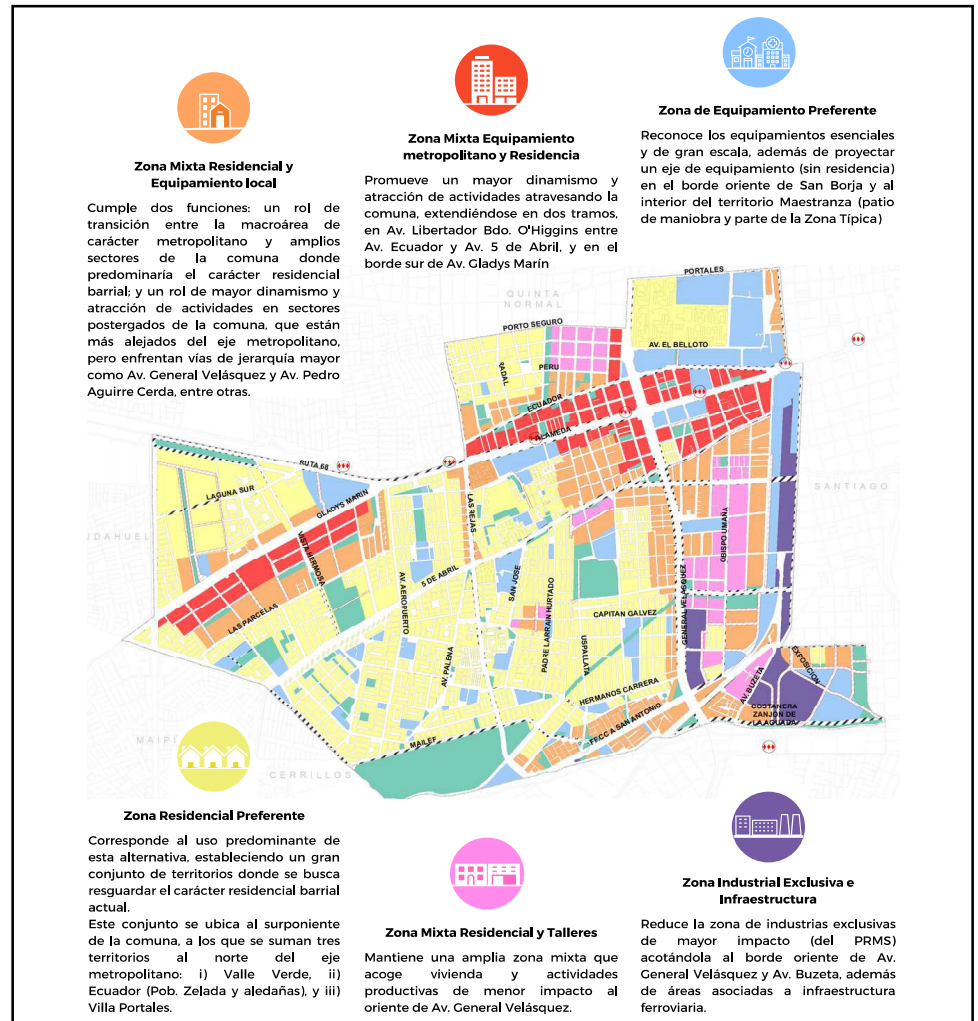 Zona de Equipamiento Preferente
Reconoce los equipamientos esenciales
y de gran escala, además de proyectar
un eje de equipamiento (sin residencia)
en el borde oriente de San Borja y al
interior del territorio Maestranza (patio
de maniobra y parte de la Zona Típica)
Zona Mixta Equipamiento
metropolitano y Residencia
Promueve un mayor dinamismo y
atracción de actividades atravesando la
comuna, extendiéndose en dos tramos,
en Av. Libertador Bdo. O'Higgins entre
Av. Ecuador y Av. 5 de Abril, y en el
borde sur de Av. Gladys Marín
Zona Mixta Residencial y
Equipamiento local
Cumple dos funciones: un rol de
transición entre la macroárea de
carácter metropolitano y amplios
sectores de la comuna donde
predominaría el carácter residencial
barrial; y un rol de mayor dinamismo y
atracción de actividades en sectores
postergados de la comuna, que están
más alejados del eje metropolitano,
pero enfrentan vías de jerarquía mayor
como Av. General Velásquez y Av. Pedro
Aguirre Cerda, entre otras.
PORTALES
QUINTA
NORMAL
PORTO SEGURO
AV. EL BELLOTO
RADAL
PERU
ECUADOR
ALAMEDA
RUTA 68
LAGUNA SUR
GLADYS MARIN
LAS REJAS
SANTIAGO
UDAHUEL
VISTA HERMOSA
OBISPO UMAÑA
5 DE ABRIL
SAN JOSE
AV. AEROPUERTO
GENERAL VELASQUEZ
LAS PARCELAS
CAPITAN GALVEZ
PADRE LARRAIN HURTADO
USPALLATA
AV. PALENA
EXPOSICION
HERMANOS CARRERA
AV. BUZETA
COSTANERA
ZANJON DE
LA AGUADA
FF.CC A SAN ANTONIO
MAILEF
MAIPÚ
CERRILLOS
Zona Residencial Preferente
Corresponde al uso predominante de
esta alternativa, estableciendo un gran
conjunto de territorios donde se busca
resguardar el carácter residencial barrial
actual.
Este conjunto se ubica al surponiente
de la comuna, a los que se suman tres
territorios al norte del eje
metropolitano: i) Valle Verde, ii)
Ecuador (Pob. Zelada y aledañas), y iii)
Villa Portales.
Zona Mixta Residencial y Talleres
Mantiene una amplia zona mixta que
acoge vivienda y actividades
productivas de menor impacto al
oriente de Av. General Velásquez.
Zona Industrial Exclusiva e
Infraestructura
Reduce la zona de industrias exclusivas
de mayor impacto (del PRMS)
acotándola al borde oriente de Av.
General Velásquez y Av. Buzeta, además
de áreas asociadas a infraestructura
ferroviaria.